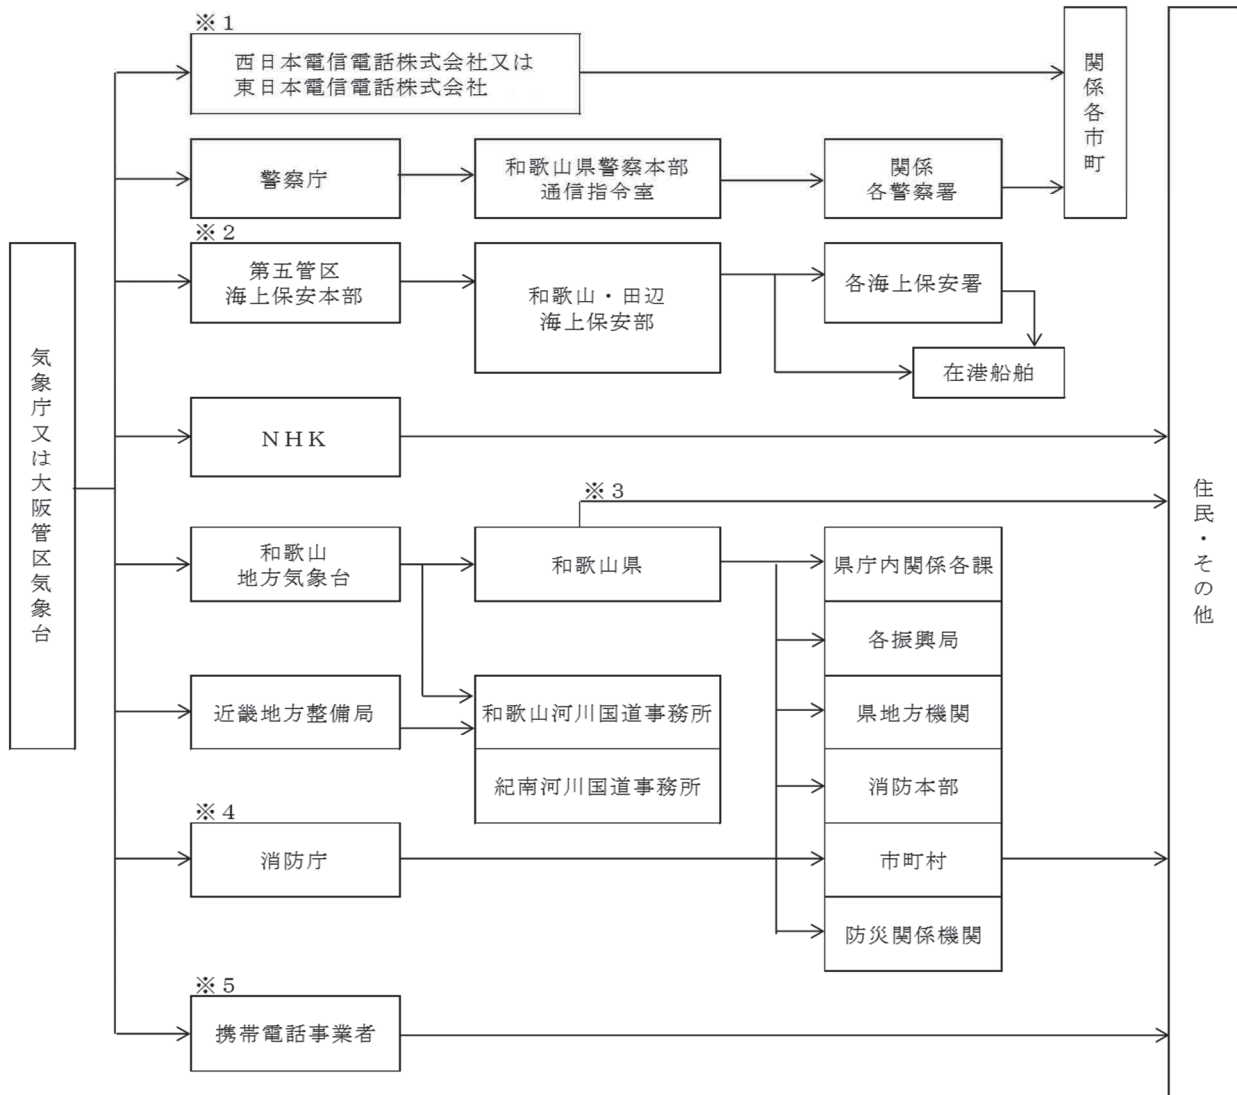 ※１
西日本電信電話株式会社又は
東日本電信電話株式会社
関係各市町
警察庁
和歌山県警察本部
通信指令室
関係
各警察署
※２
第五管区
海上保安本部
和歌山・田辺
海上保安部
各海上保安署
在港船舶
気象庁又は大阪管区気象台
ＮＨＫ
住民・その他
※３
和歌山
地方気象台
和歌山県
県庁内関係各課
各振興局
近畿地方整備局
和歌山河川国道事務所
県地方機関
紀南河川国道事務所
消防本部
※４
消防庁
市町村
防災関係機関
※５
携帯電話事業者